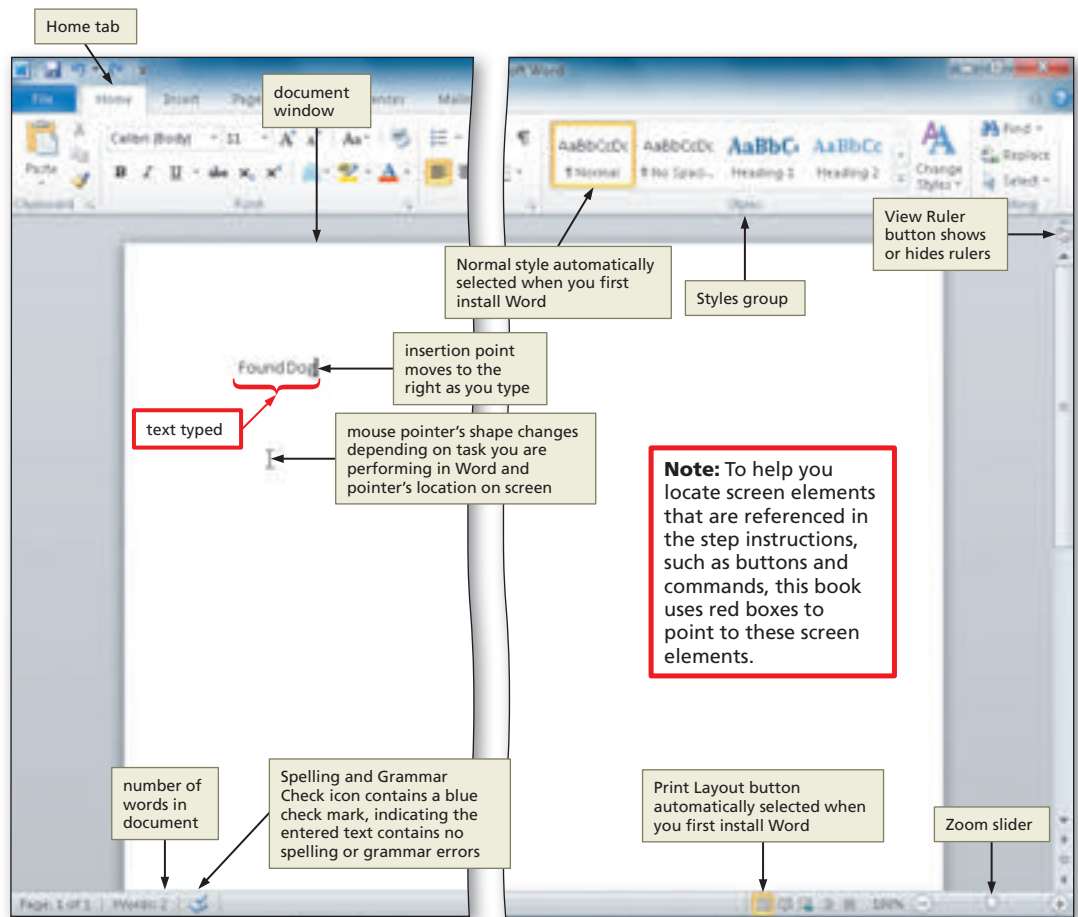 Home tab
soft Word
File Home Insert Page
document
window
Mailin
Calibri (Body) 11
Paste
Clipboard
Font
AaBbCcDc AaBbCcDc AaBbC AaBbCc
¶ Normal ¶ No Spaci... Heading 1 Heading 2
Change
Styles
Find
Replace
Select
Styles
View Ruler
button shows
or hides rulers
Normal style automatically
selected when you first
install Word
Styles group
Found Dog
insertion point
moves to the
right as you type
text typed
mouse pointer’s shape changes
depending on task you are
performing in Word and
pointer’s location on screen
Note: To help you
locate screen elements
that are referenced in
the step instructions,
such as buttons and
commands, this book
uses red boxes to
point to these screen
elements.
number of
words in
document
Spelling and Grammar
Check icon contains a blue
check mark, indicating the
entered text contains no
spelling or grammar errors
Print Layout button
automatically selected when
you first install Word
Zoom slider
Page: 1 of 1 Words: 2
100%